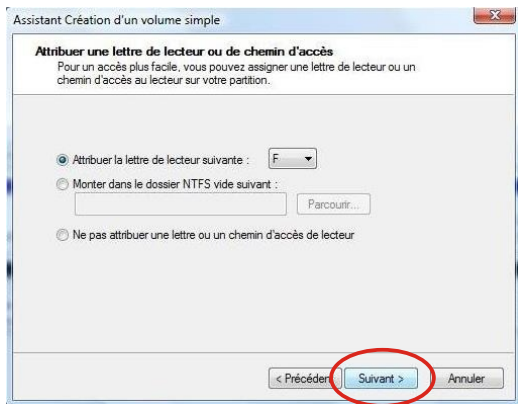 Assistant Création d'un volume simple
Attribuer une lettre de lecteur ou de chemin d'accès
Pour un accès plus facile, vous pouvez assigner une lettre de lecteur ou un
chemin d'accès au lecteur sur votre partition.
Attribuer la lettre de lecteur suivante : F
Monter dans le dossier NTFS vide suivant :
Parcourir...
Ne pas attribuer une lettre ou un chemin d'accès de lecteur
< Précéden Suivant > Annuler